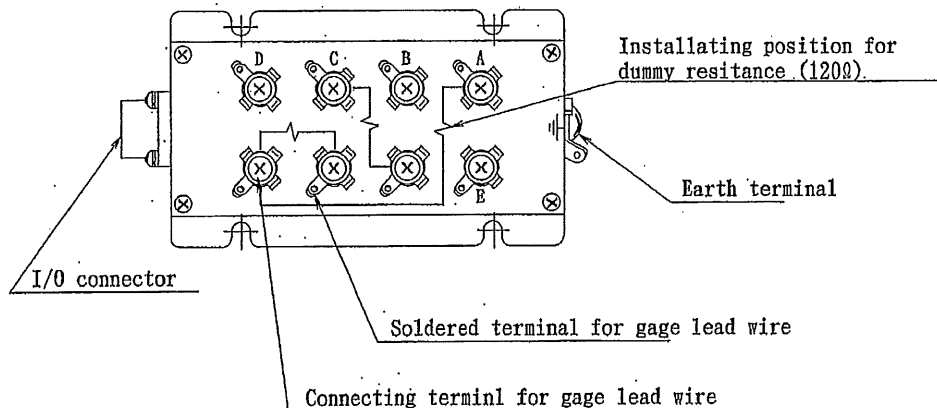 Installating position for
dummy resitance (120Ω).
D C B A
E
Earth terminal
I/O connector
Soldered terminal for gage lead wire
Connecting terminl for gage lead wire